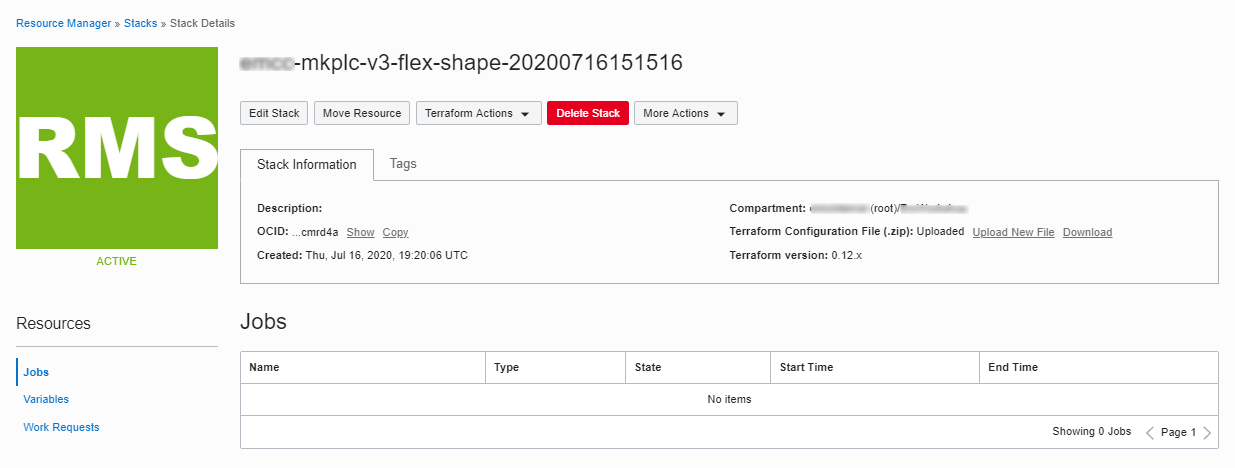 Resource Manager » Stacks » Stack Details
RMS
ACTIVE
-mkplc-v3-flex-shape-20200716151516
Edit Stack Move Resource Terraform Actions Delete Stack More Actions
Stack Information Tags
Description:
OCID: ...cmrd4a Show Copy
Created: Thu, Jul 16, 2020, 19:20:06 UTC
Compartment: (root)/
Terraform Configuration File (.zip): Uploaded Upload New File Download
Terraform version: 0.12.x
Resources
Jobs
Variables
Work Requests
Jobs
Name Type State Start Time End Time
No items
Showing 0 Jobs Page 1